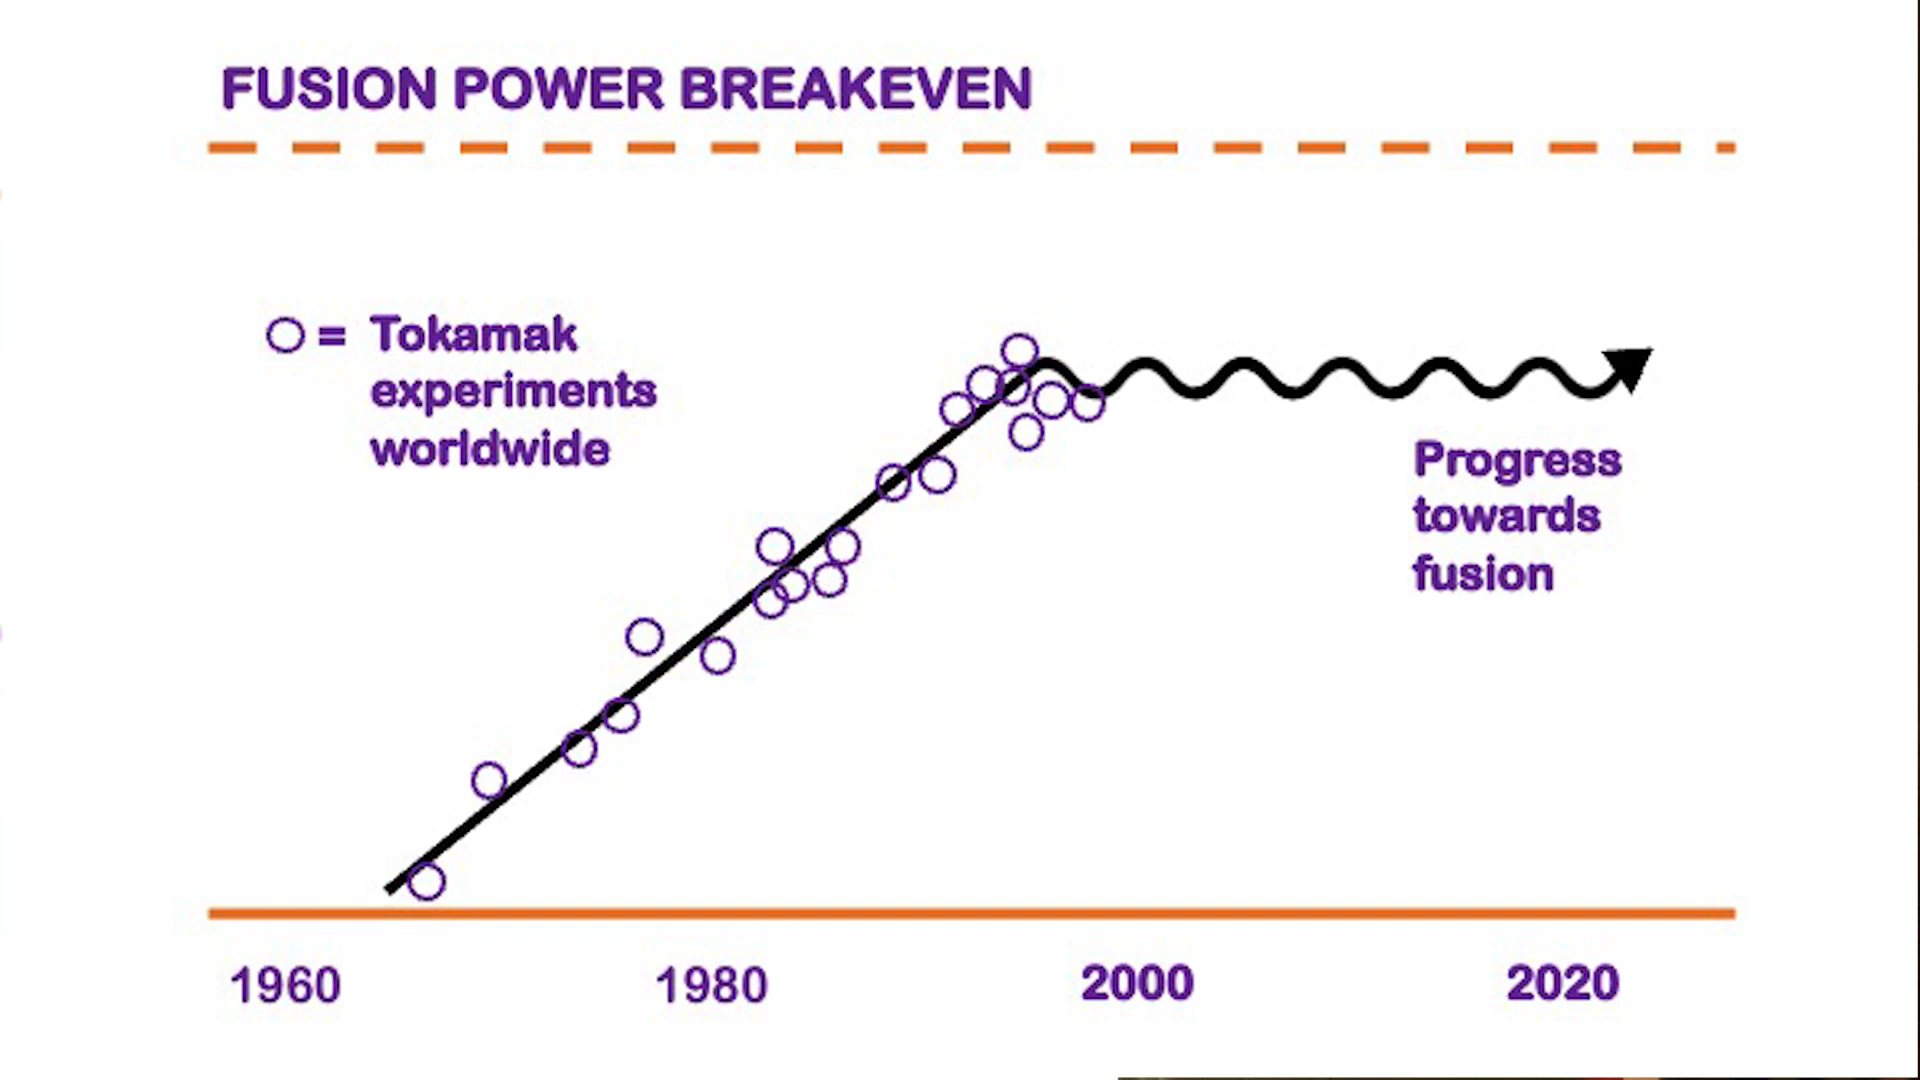 FUSION POWER BREAKEVEN
= Tokamak
experiments
worldwide
Progress
towards
fusion
1960 1980 2000 2020